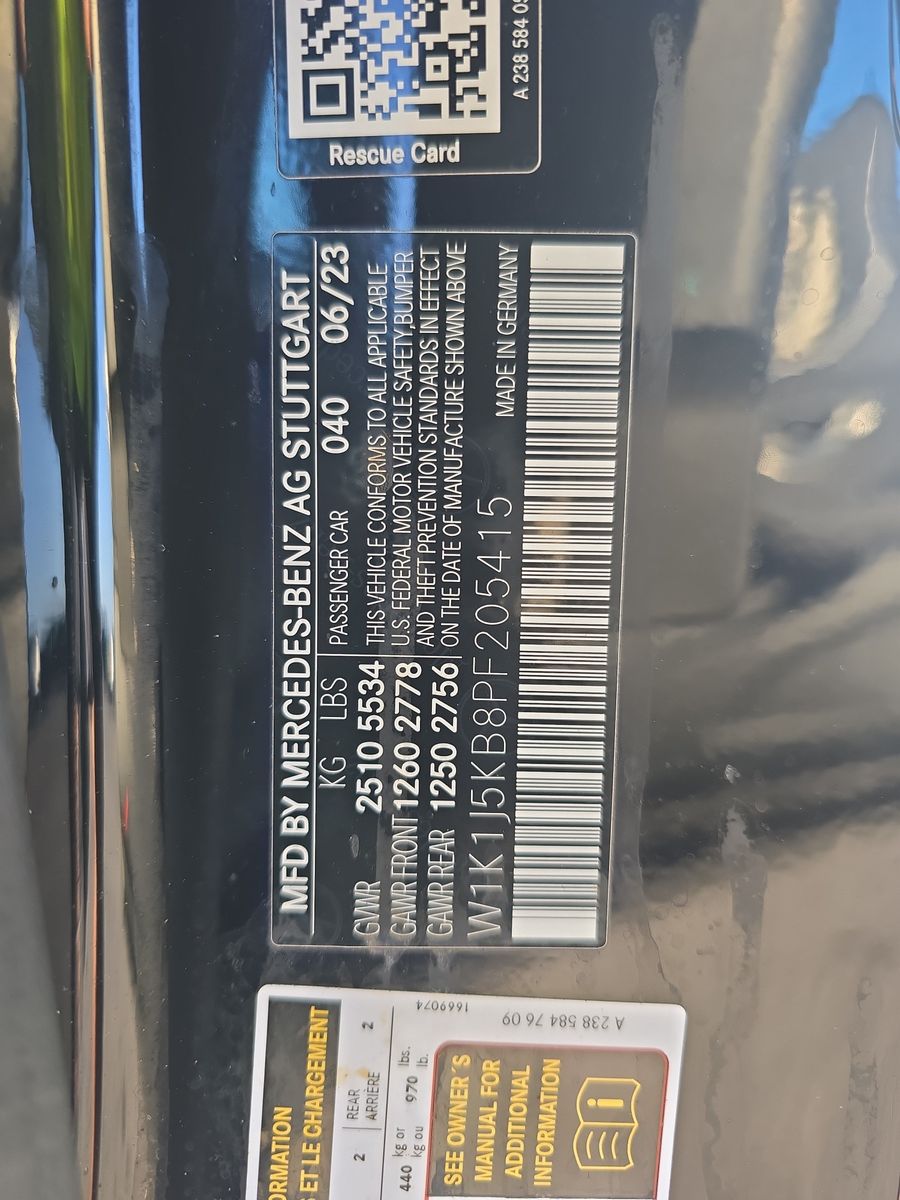 MFD BY MERCEDES-BENZ AG STUTTGART
KG LBS
GVWR 2510 5534
GAWR FRONT 1260 2778
GAWR REAR 1250 2756
PASSENGER CAR 040 06/23
THIS VEHICLE CONFORMS TO ALL APPLICABLE
U.S. FEDERAL MOTOR VEHICLE SAFETY,BUMPER
AND THEFT PREVENTION STANDARDS IN EFFECT
ON THE DATE OF MANUFACTURE SHOWN ABOVE
W1K1J5KB8PF205415
MADE IN GERMANY
Rescue Card
A 238 584
ET LE CHARGEMENT
2 REAR 2
ARRIÈRE
440 kg or 970 lbs.
kg ou lb.
SEE OWNER'S
MANUAL FOR
ADDITIONAL
INFORMATION
1669074
A 238 584 76 09